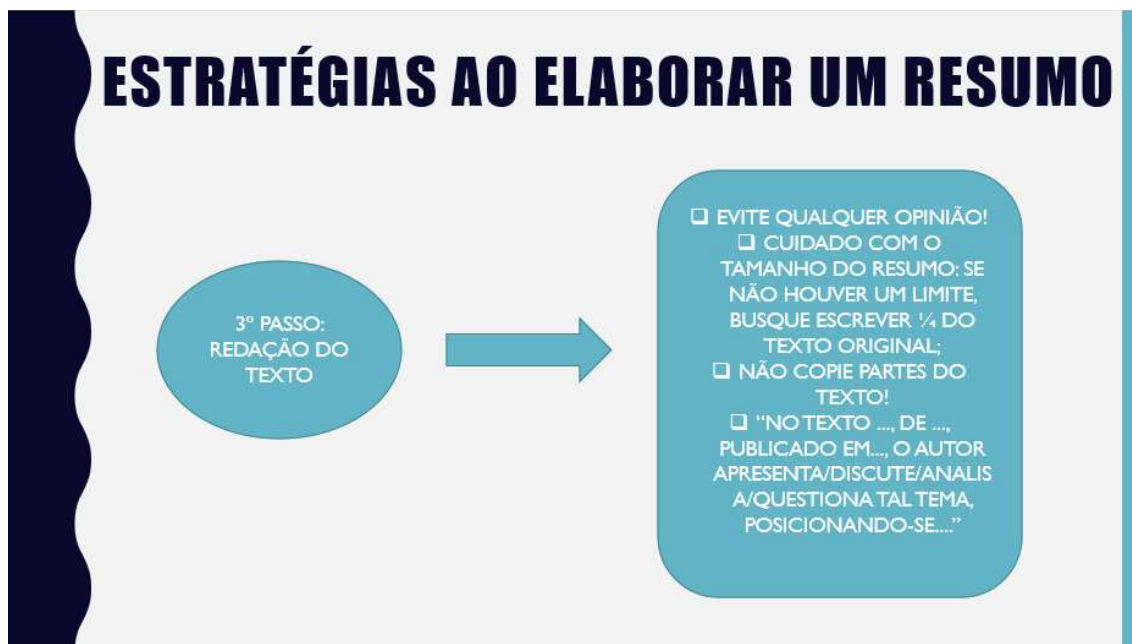 ESTRATÉGIAS AO ELABORAR UM RESUMO
3º PASSO:
REDAÇÃO DO
TEXTO
❑ EVITE QUALQUER OPINIÃO!
❑ CUIDADO COM O
TAMANHO DO RESUMO: SE
NÃO HOUVER UM LIMITE,
BUSQUE ESCREVER ¼ DO
TEXTO ORIGINAL;
❑ NÃO COPIE PARTES DO
TEXTO!
❑ “NO TEXTO ..., DE ...,
PUBLICADO EM..., O AUTOR
APRESENTA/DISCUTE/ANALIS
A/QUESTIONA TAL TEMA,
POSICIONANDO-SE....”